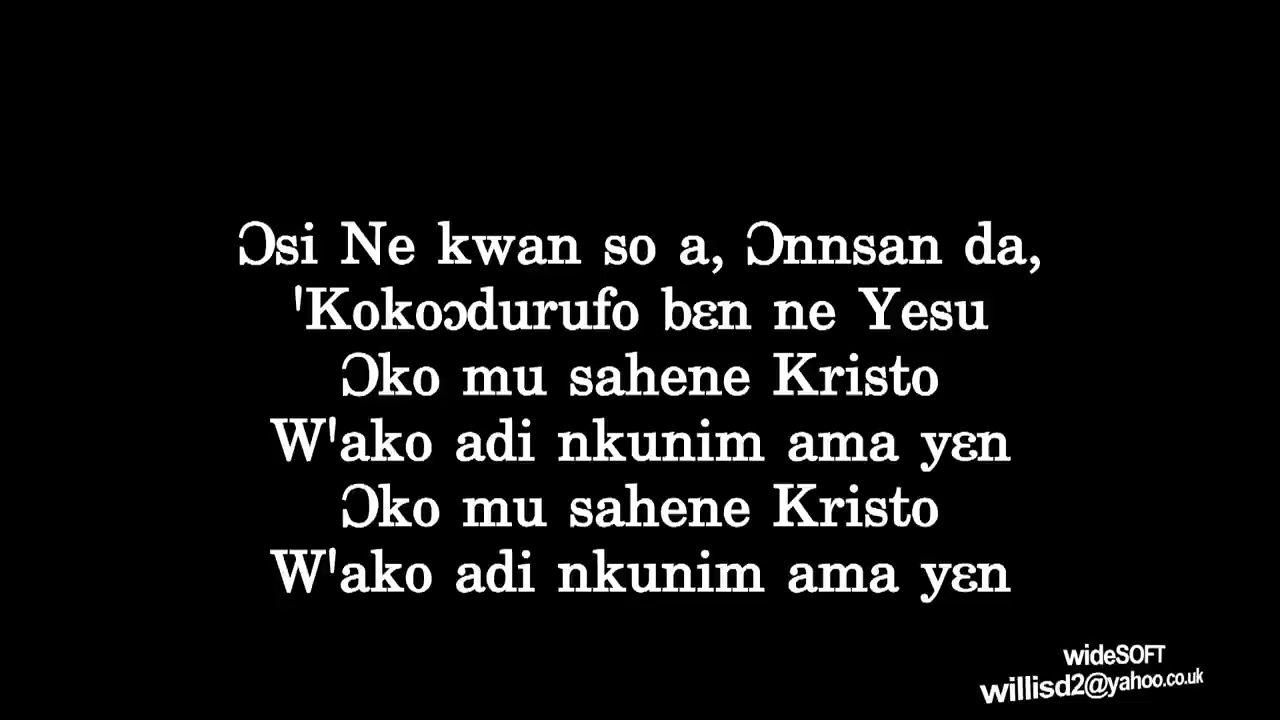 Ɔsi Ne kwan so a, Ɔnnsan da,
'Kokoɔdurufo bɛn ne Yesu
Ɔko mu sahene Kristo
W'ako adi nkunim ama yɛn
Ɔko mu sahene Kristo
W'ako adi nkunim ama yɛn
wideSOFT
willisd2@yahoo.co.uk